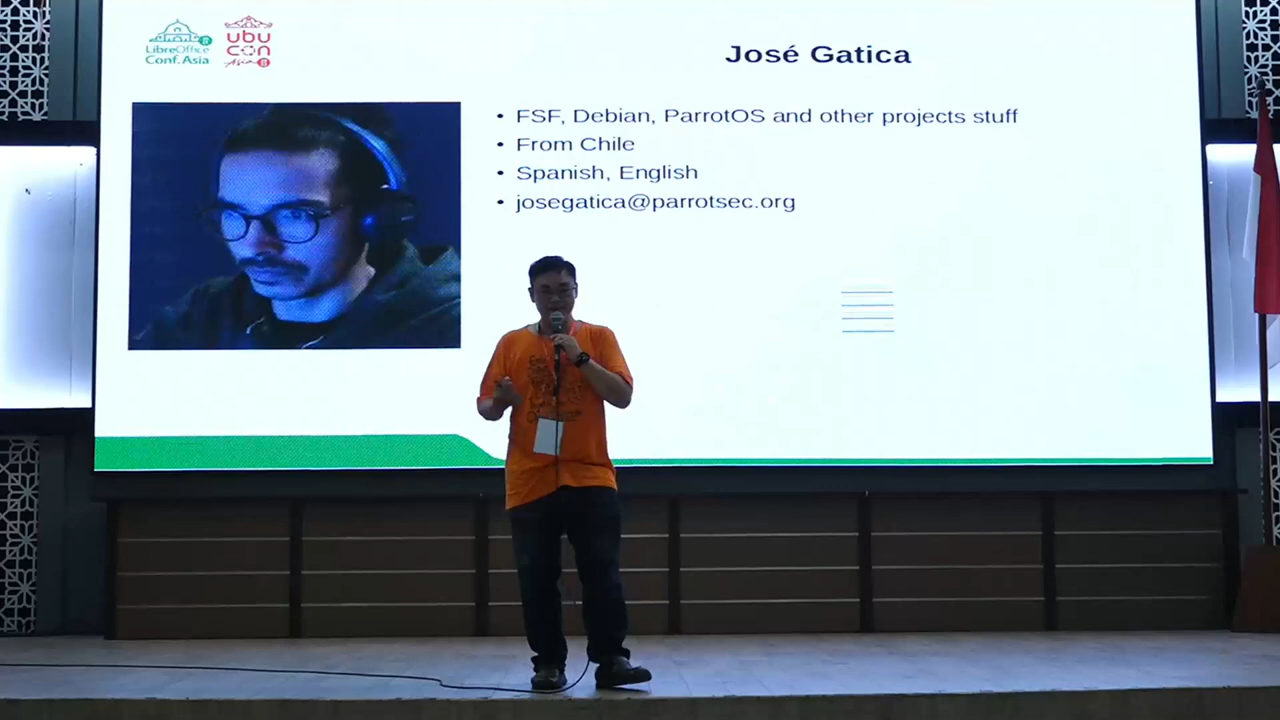 LibreOffice
Conf.Asia
ubu
con
Asia
José Gatica
• FSF, Debian, ParrotOS and other projects stuff
• From Chile
• Spanish, English
• josegatica@parrotsec.org